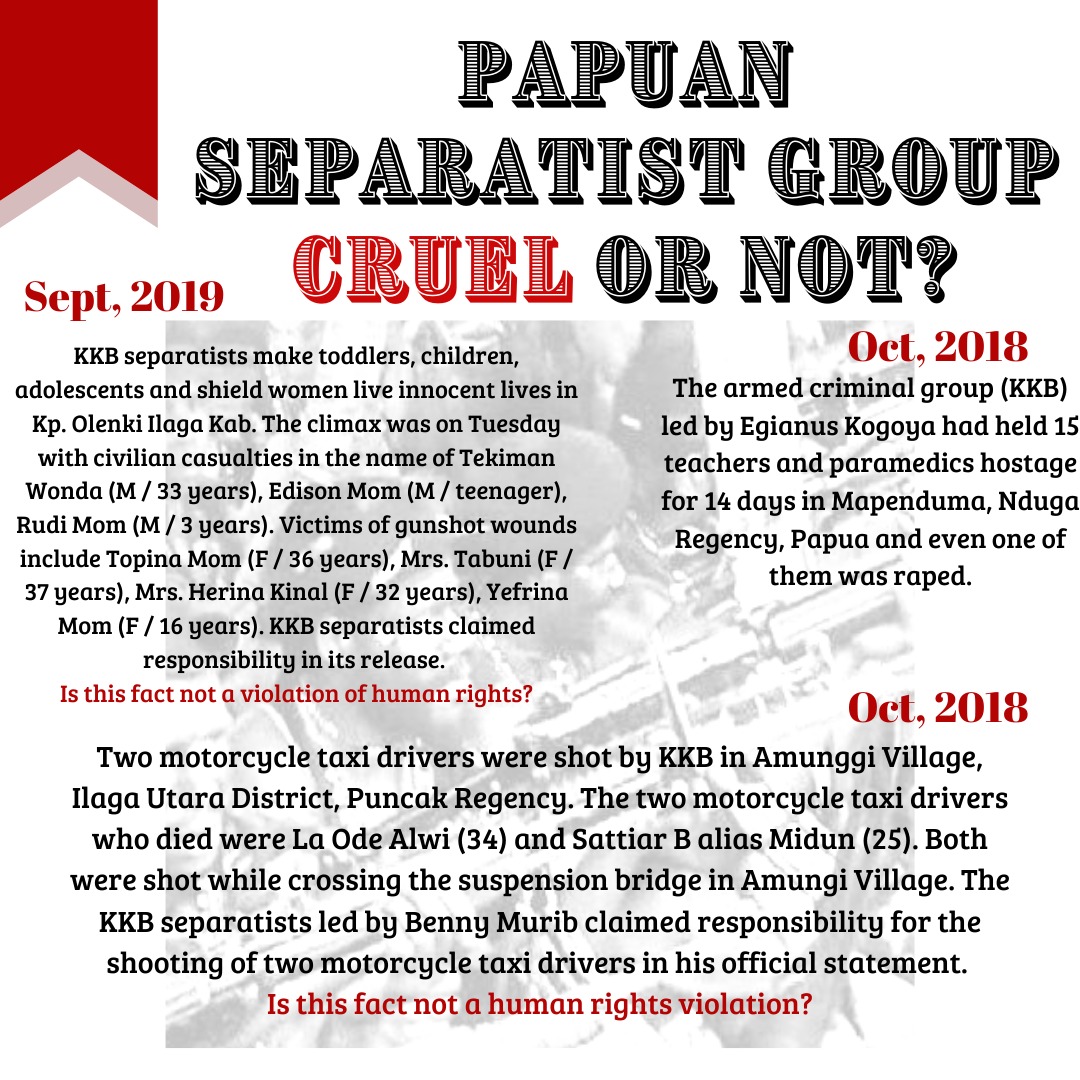 PAPUAN
SEPARATIST GROUP
CRUEL OR NOT?
Sept, 2019
KKB separatists make toddlers, children,
adolescents and shield women live innocent lives in
Kp. Olenki Ilaga Kab. The climax was on Tuesday
with civilian casualties in the name of Tekiman
Wonda (M / 33 years), Edison Mom (M / teenager),
Rudi Mom (M / 3 years). Victims of gunshot wounds
include Topina Mom (F / 36 years), Mrs. Tabuni (F /
37 years), Mrs. Herina Kinal (F / 32 years), Yefrina
Mom (F / 16 years). KKB separatists claimed
responsibility in its release.
Is this fact not a violation of human rights?
Oct, 2018
The armed criminal group (KKB)
led by Egianus Kogoya had held 15
teachers and paramedics hostage
for 14 days in Mapenduma, Nduga
Regency, Papua and even one of
them was raped.
Oct, 2018
Two motorcycle taxi drivers were shot by KKB in Amunggi Village,
Ilaga Utara District, Puncak Regency. The two motorcycle taxi drivers
who died were La Ode Alwi (34) and Sattiar B alias Midun (25). Both
were shot while crossing the suspension bridge in Amungi Village. The
KKB separatists led by Benny Murib claimed responsibility for the
shooting of two motorcycle taxi drivers in his official statement.
Is this fact not a human rights violation?